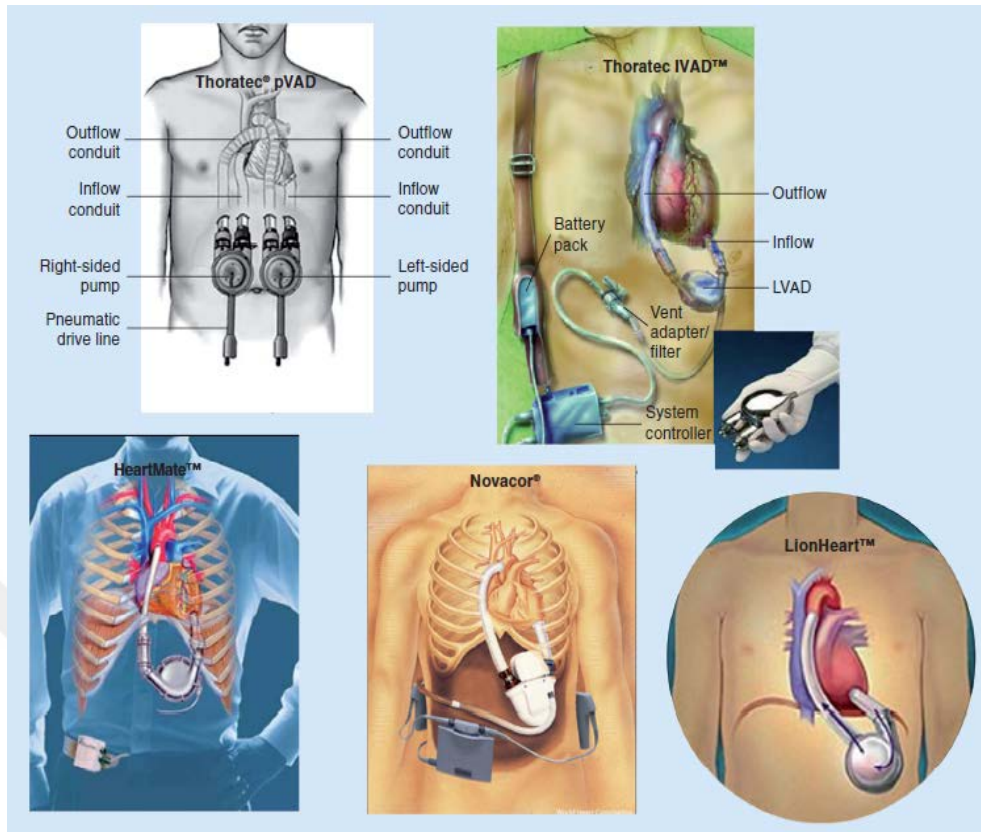 Thoratec® pVAD
Outflow
conduit
Inflow
conduit
Right-sided
pump
Pneumatic
drive line
Outflow
conduit
Inflow
conduit
Left-sided
pump
Thoratec IVAD™
Battery
pack
Vent
adapter/
filter
System
controller
Outflow
Inflow
LVAD
HeartMate™
Novacor®
LionHeart™